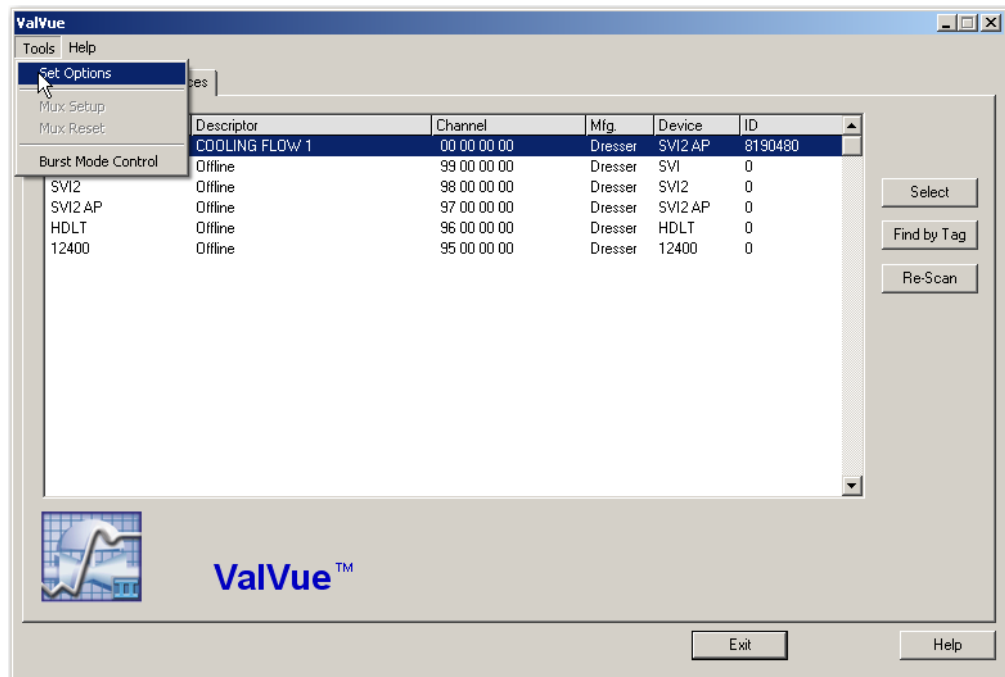 ValVue
Tools Help
Set Options
ces
Mux Setup
Mux Reset
Burst Mode Control
Descriptor Channel Mfg. Device ID
COOLING FLOW 1 00 00 00 00 Dresser SVI2 AP 8190480
Offline 99 00 00 00 Dresser SVI 0
SVI2 Offline 98 00 00 00 Dresser SVI2 0
SVI2 AP Offline 97 00 00 00 Dresser SVI2 AP 0
HDLT Offline 96 00 00 00 Dresser HDLT 0
12400 Offline 95 00 00 00 Dresser 12400 0
Select
Find by Tag
Re-Scan
ValVue™
Exit Help